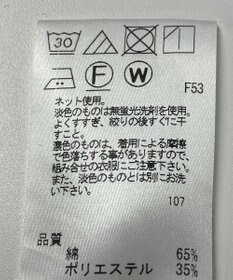 30
F W
F53
ネット使用。
淡色のものは無蛍光洗剤を使用。
よくすすぎ、絞りの後すぐに干
すこと。
濃色のものは、着用による摩擦
で色落ちする事がありますので、
組み合せの衣服にご注意下さい。
また、淡色のものとは別にお洗
い下さい。
107
品質
綿 65%
ポリエステル 35%